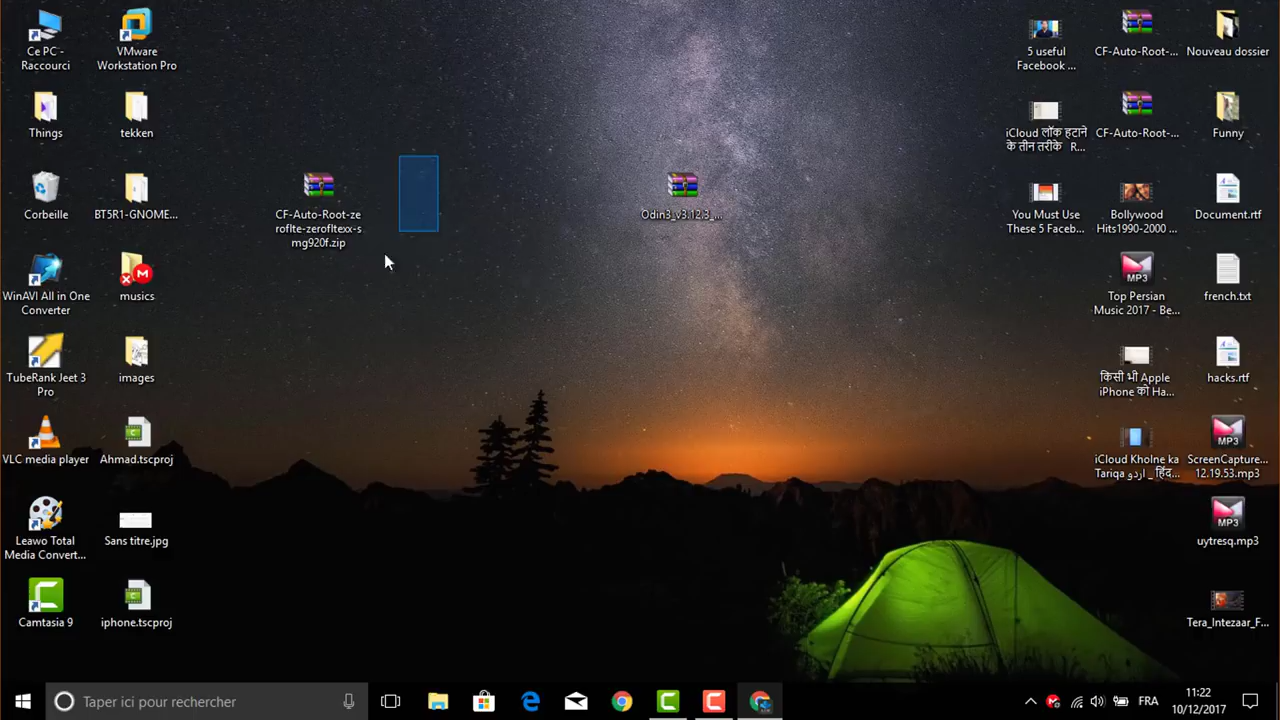 Ce PC -
Raccourci
VMware
Workstation Pro
Things
tekken
Corbeille
BT5R1-GNOME...
WinAVI All in One
Converter
musics
TubeRank Jeet 3
Pro
images
VLC media player
Ahmad.tscproj
Leawo Total
Media Convert...
Sans titre.jpg
Camtasia 9
iphone.tscproj
CF-Auto-Root-ze
roflte-zerofltexx-s
mg920f.zip
Odin3_v3.12.3_...
5 useful
Facebook ...
CF-Auto-Root-...
Nouveau dossier
iCloud लॉक हटाने
के तीन तरीके R...
CF-Auto-Root-...
Funny
You Must Use
These 5 Faceb...
Bollywood
Hits1990-2000 ...
Document.rtf
MP3
Top Persian
Music 2017 - Be...
french.txt
किसी भी Apple
iPhone को Ha...
hacks.rtf
iCloud Kholne ka
Tariqa اردو _ हिंद...
MP3
ScreenCapture...
12.19.53.mp3
MP3
uytresq.mp3
Tera_Intezaar_F...
Taper ici pour rechercher
FRA
11:22
10/12/2017